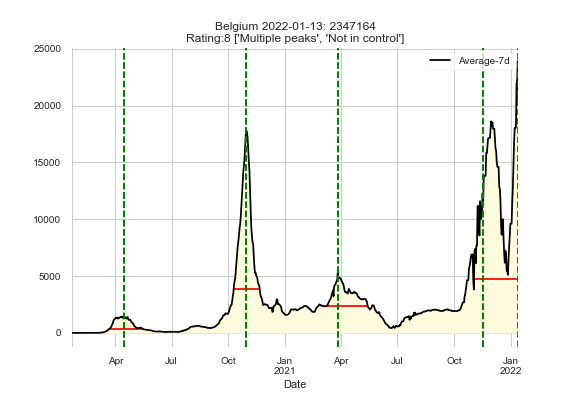 Belgium 2022-01-13: 2347164
Rating:8 ['Multiple peaks', 'Not in control']
Average-7d
25000
20000
15000
10000
5000
0
Apr Jul Oct Jan Apr Jul Oct Jan
2021 2022
Date